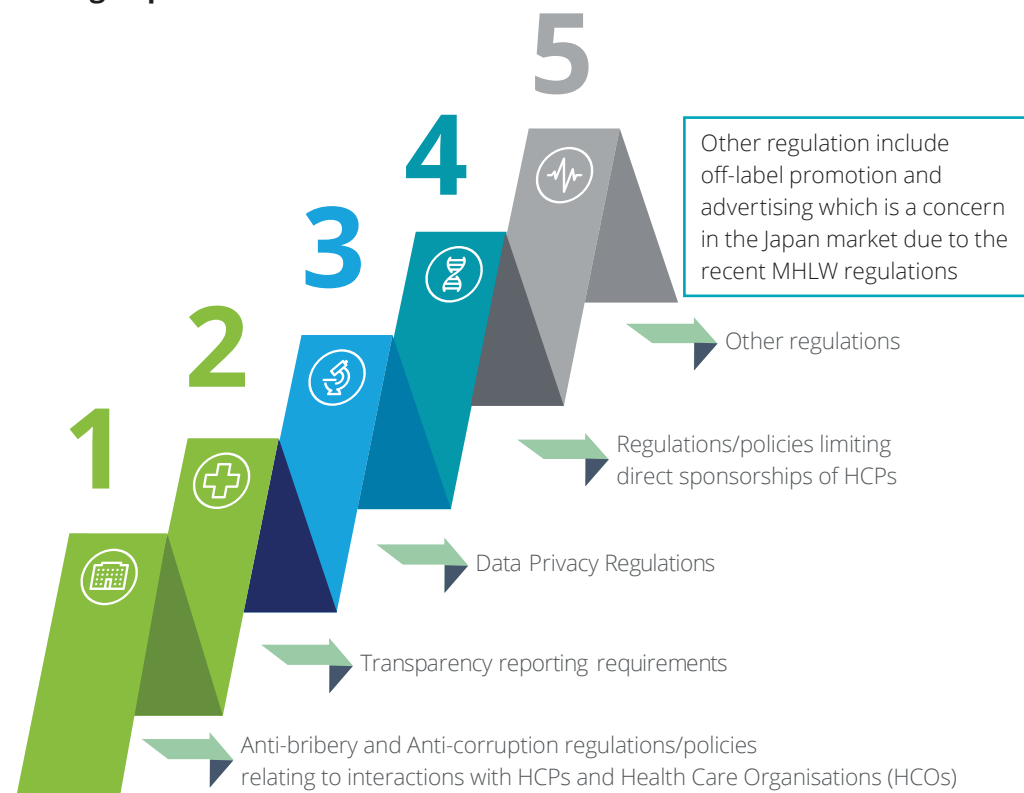 5
4
3
2
1
Other regulation include
off-label promotion and
advertising which is a concern
in the Japan market due to the
recent MHLW regulations
Other regulations
Regulations/policies limiting
direct sponsorships of HCPs
Data Privacy Regulations
Transparency reporting requirements
Anti-bribery and Anti-corruption regulations/policies
relating to interactions with HCPs and Health Care Organisations (HCOs)